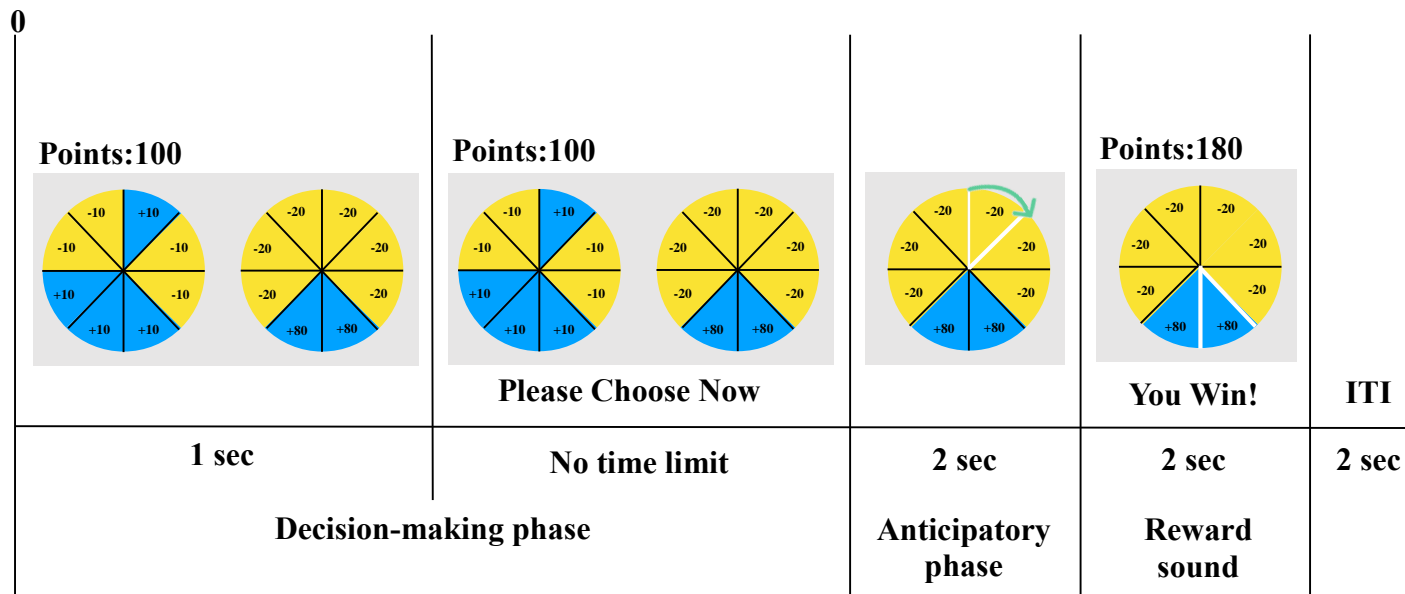 0
Points:100
-10 +10
-10 -10
+10 -10
+10 +10
-20 -20
-20 -20
-20 -20
+80 +80
Points:100
-10 +10
-10 -10
+10 -10
+10 +10
-20 -20
-20 -20
-20 -20
+80 +80
Please Choose Now
-20 -20
-20 -20
-20 -20
+80 +80
Points:180
-20 -20
-20 -20
-20 -20
+80 +80
You Win!
ITI
1 sec
No time limit
2 sec
2 sec
2 sec
Decision-making phase
Anticipatory
phase
Reward
sound